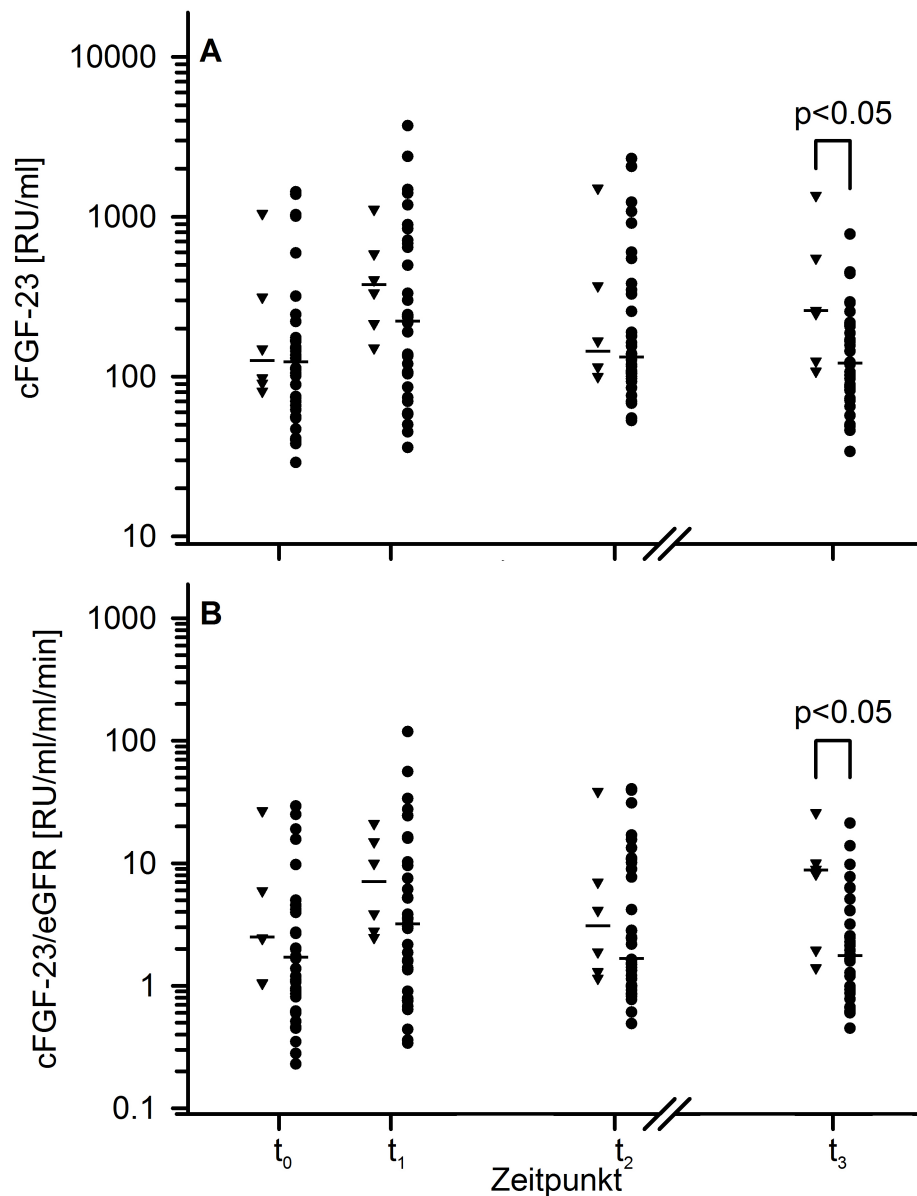 A
10000
1000
100
10
cFGF-23 [RU/ml]
p<0.05
B
1000
100
10
1
0.1
cFGF-23/eGFR [RU/ml/ml/min]
p<0.05
t₀ t₁ t₂ t₃
Zeitpunkt